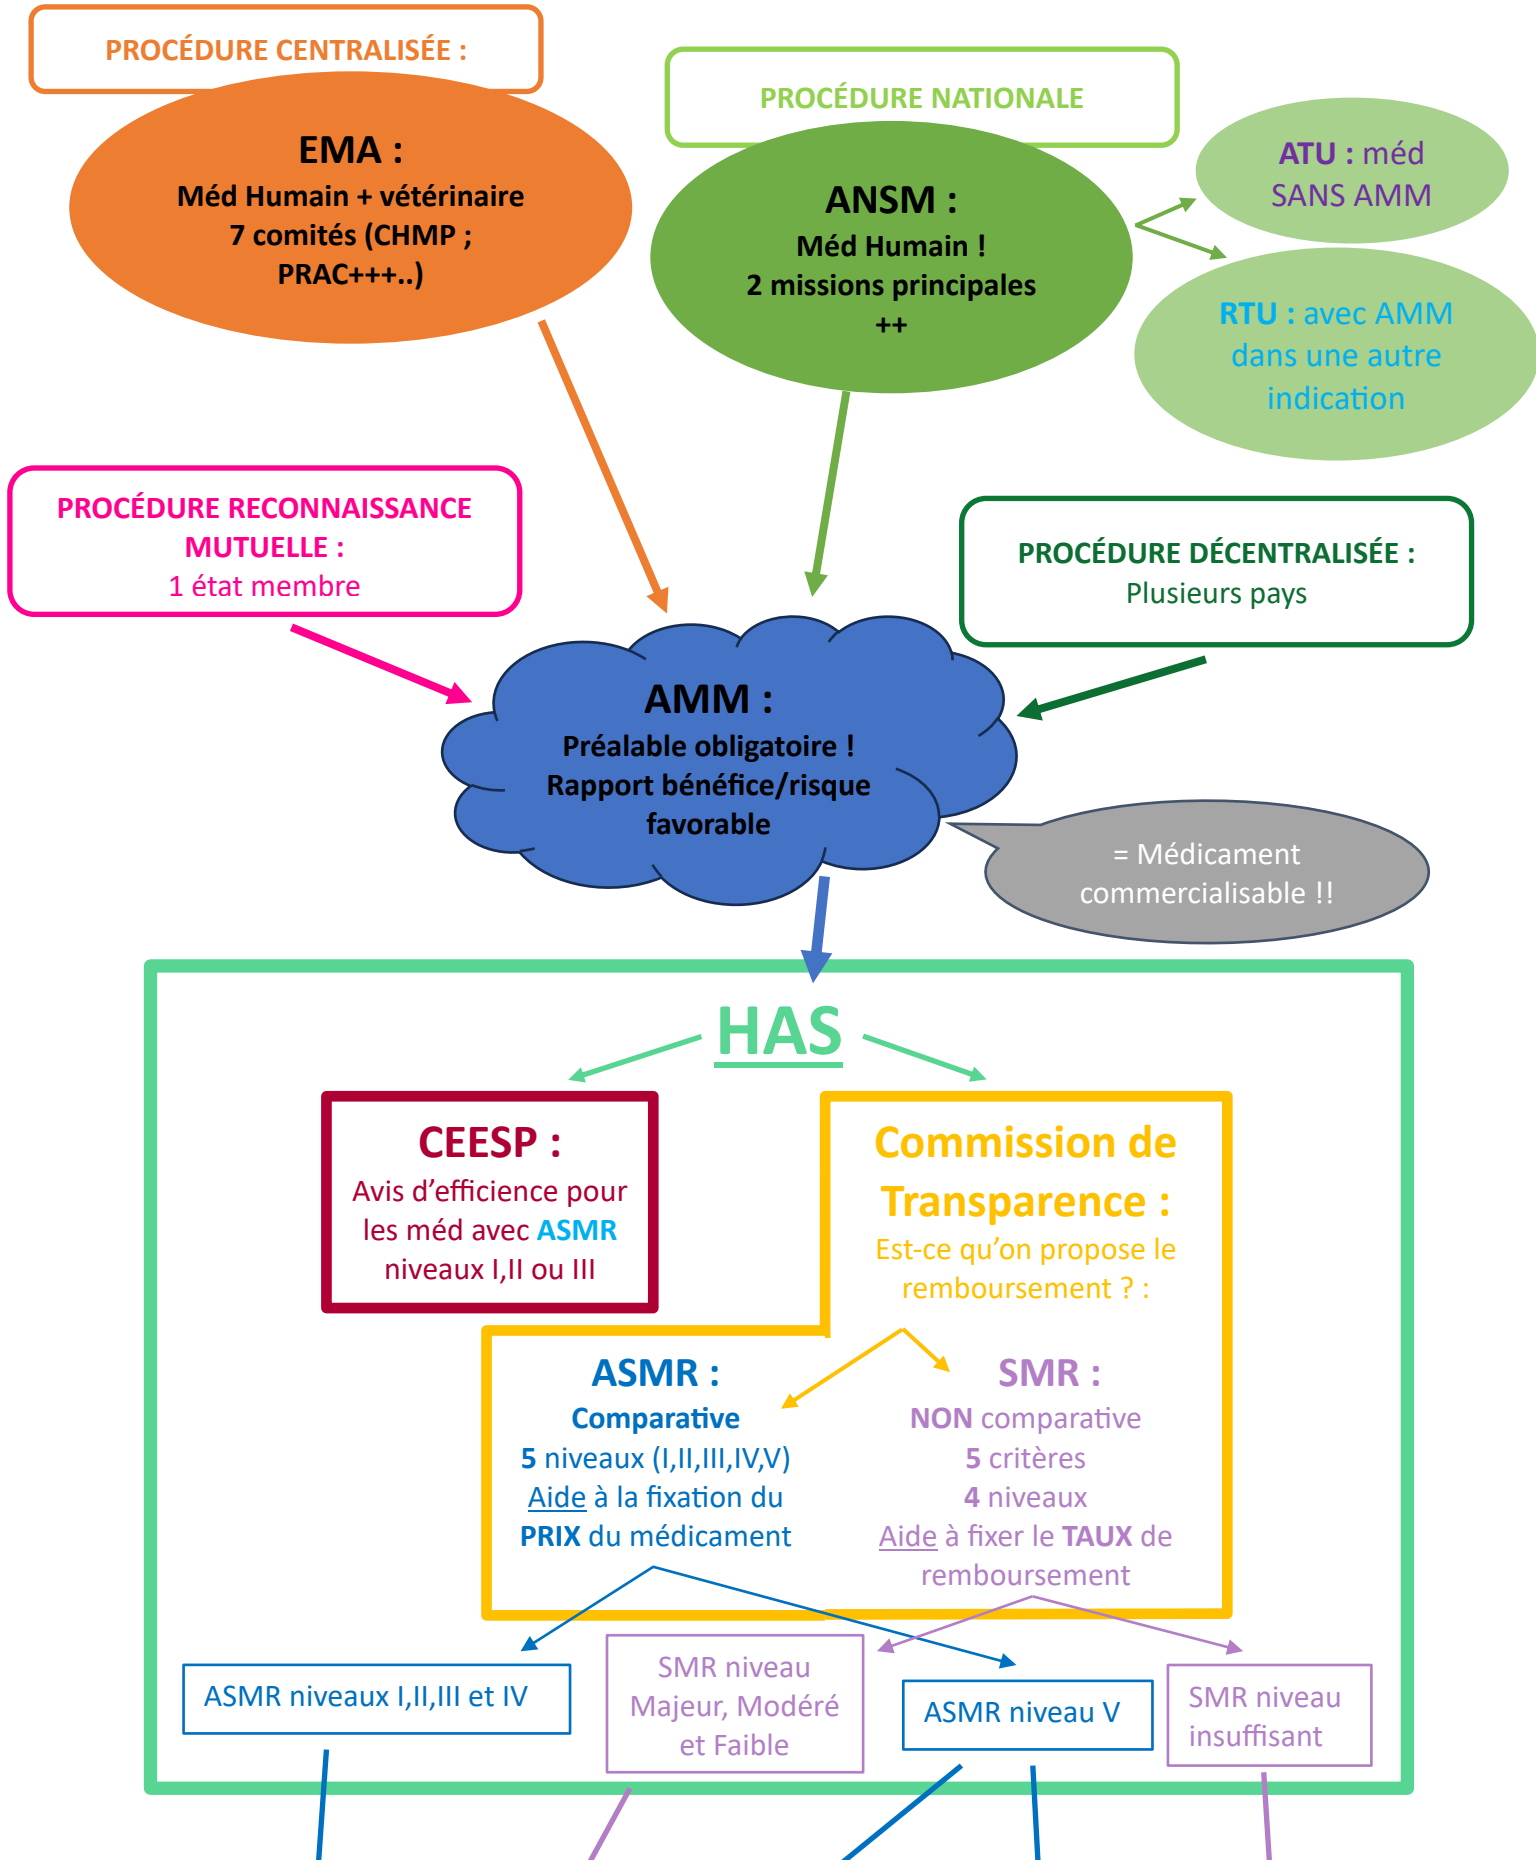 PROCÉDURE CENTRALISÉE :
EMA :
Méd Humain + vétérinaire
7 comités (CHMP ;
PRAC+++..)
PROCÉDURE NATIONALE
ANSM :
Méd Humain !
2 missions principales
++
ATU : méd
SANS AMM
RTU : avec AMM
dans une autre
indication
PROCÉDURE RECONNAISSANCE
MUTUELLE :
1 état membre
PROCÉDURE DÉCENTRALISÉE :
Plusieurs pays
AMM :
Préalable obligatoire !
Rapport bénéfice/risque
favorable
= Médicament
commercialisable !!
HAS
CEESP :
Avis d'efficience pour
les méd avec ASMR
niveaux I,II ou III
Commission de
Transparence :
Est-ce qu'on propose le
remboursement ? :
ASMR :
Comparative
5 niveaux (I,II,III,IV,V)
Aide à la fixation du
PRIX du médicament
SMR :
NON comparative
5 critères
4 niveaux
Aide à fixer le TAUX de
remboursement
ASMR niveaux I,II,III et IV
SMR niveau
Majeur, Modéré
et Faible
ASMR niveau V
SMR niveau
insuffisant